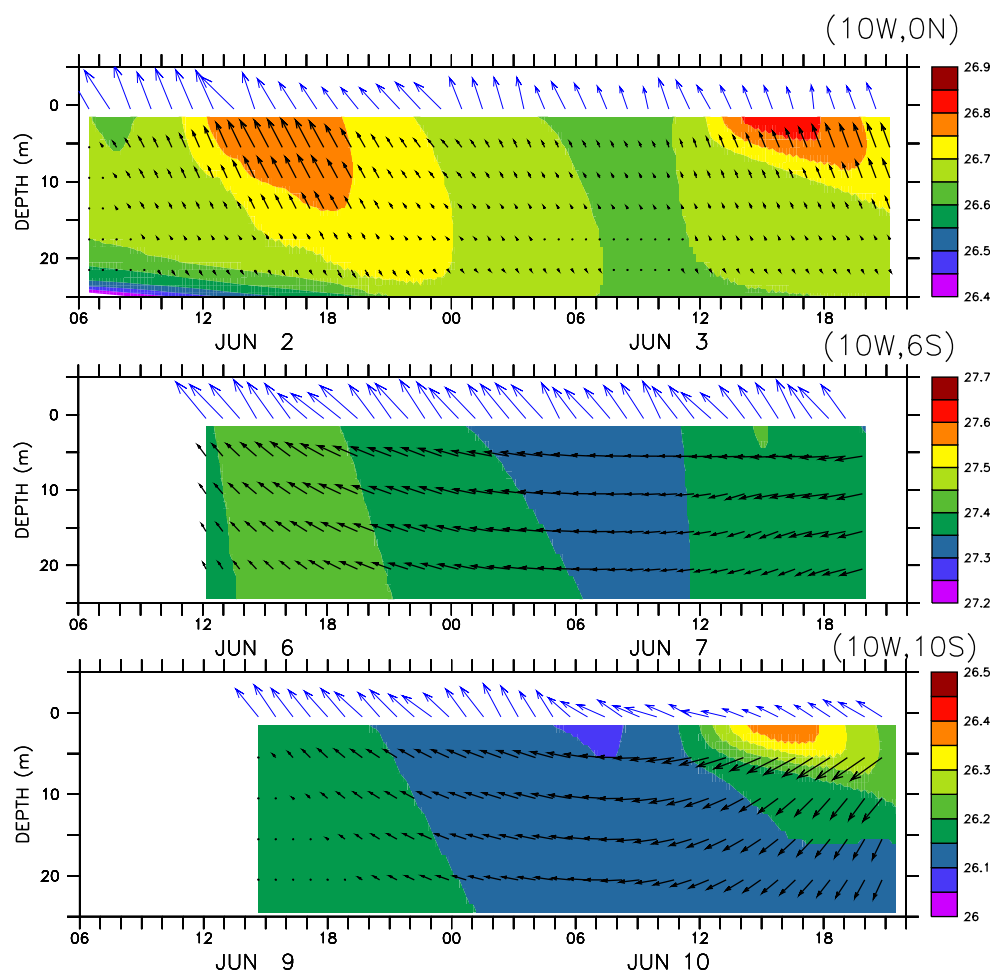 (10W,0N)
DEPTH (m)
0
10
20
06 12 18 00 06 12 18
JUN 2 JUN 3
26.9
26.8
26.7
26.6
26.5
26.4
(10W,6S)
DEPTH (m)
0
10
20
06 12 18 00 06 12 18
JUN 6 JUN 7
27.7
27.6
27.5
27.4
27.3
27.2
(10W,10S)
DEPTH (m)
0
10
20
06 12 18 00 06 12 18
JUN 9 JUN 10
26.5
26.4
26.3
26.2
26.1
26